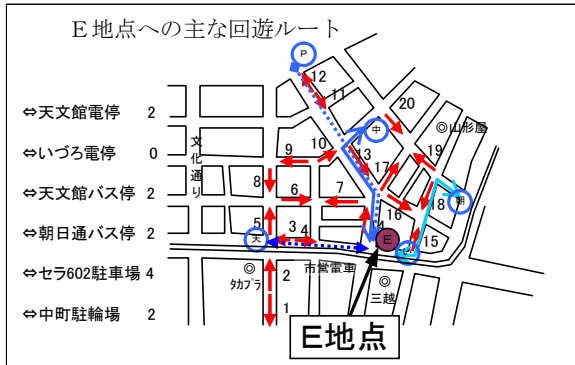 E地点への主な回遊ルート
⇔天文館電停 2
⇔いづろ電停 0
⇔天文館バス停 2
⇔朝日通バス停 2
⇔セラ602駐車場 4
⇔中町駐輪場 2
文化通り
P
12
11
20
◎山形屋
中
10
13
19
9
17
8
6
7
18
朝
16
5
天
3
4
E
15
市営電車
◎
タカプラ
2
◎
三越
1
E地点